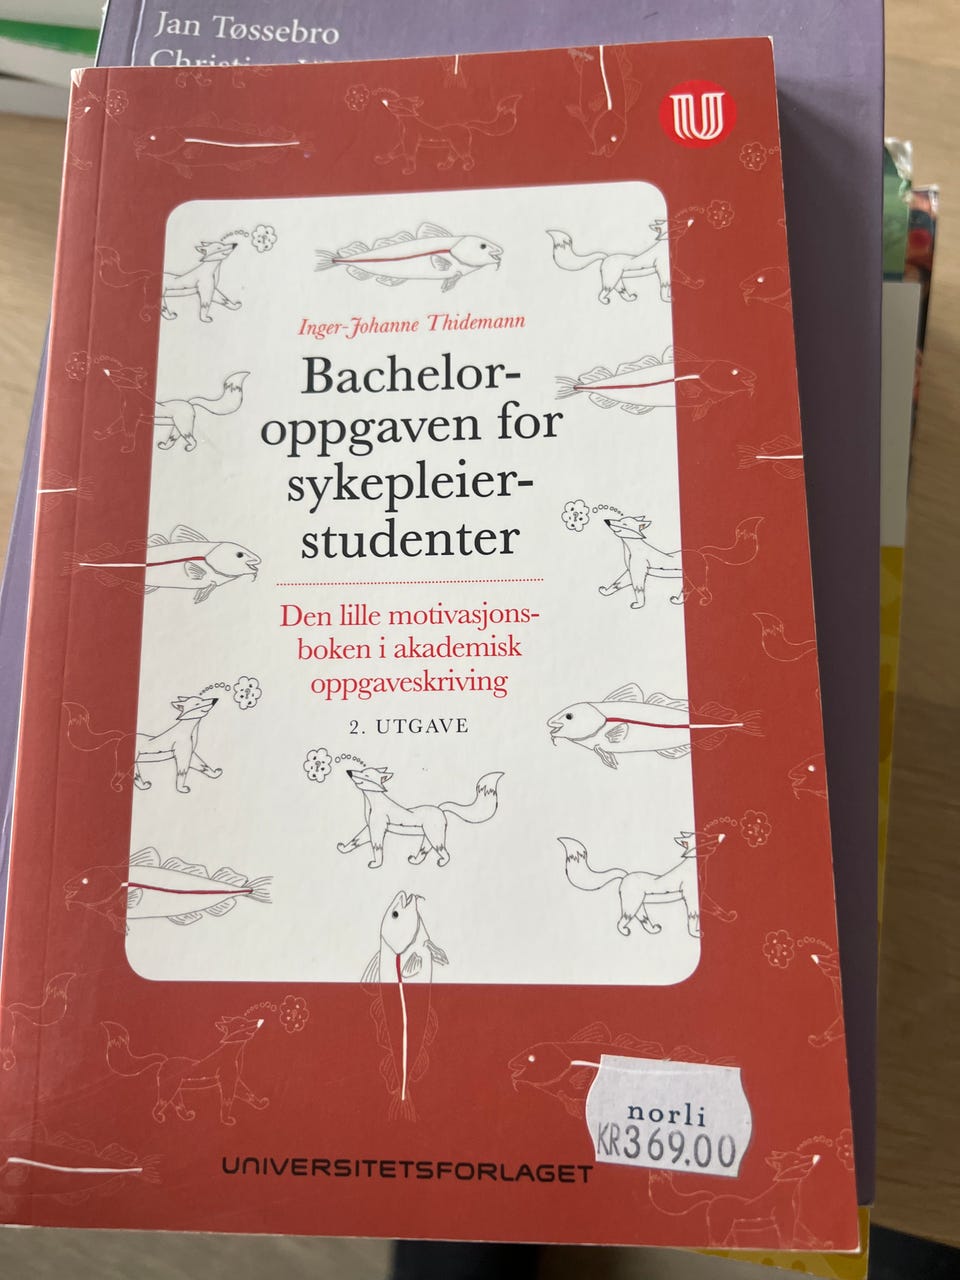 Jan Tøssebro
Christian
U
Inger-Johanne Thidemann
Bachelor-
oppgaven for
sykepleier-
studenter
Den lille motivasjons-
boken i akademisk
oppgaveskriving
2. UTGAVE
norli
KR369.00
UNIVERSITETSFORLAGET